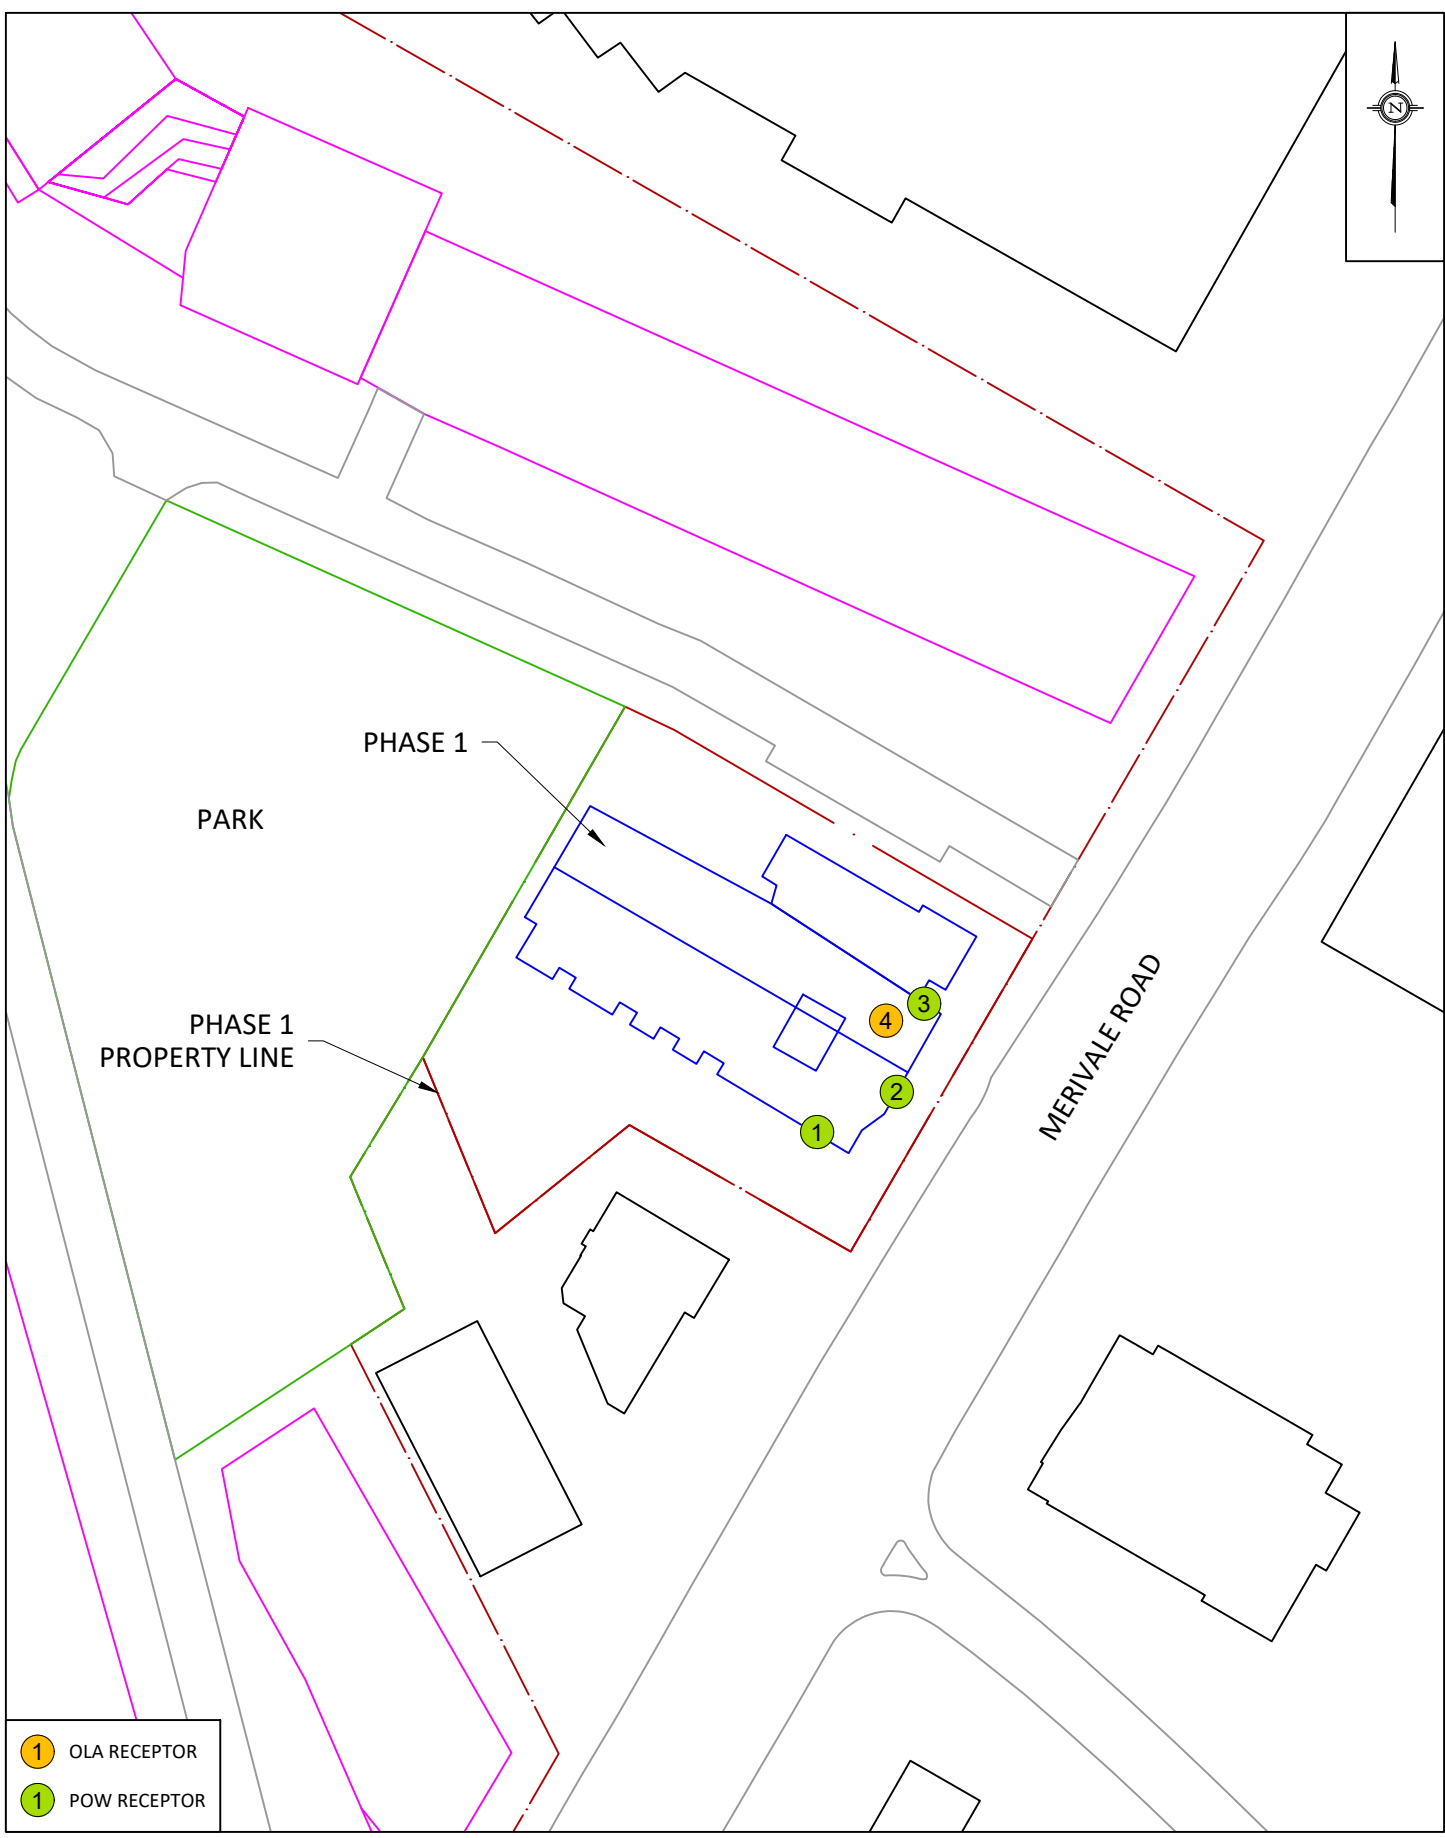 N
PHASE 1
PARK
PHASE 1
PROPERTY LINE
MERIVALE ROAD
3
4
2
1
1 OLA RECEPTOR
1 POW RECEPTOR